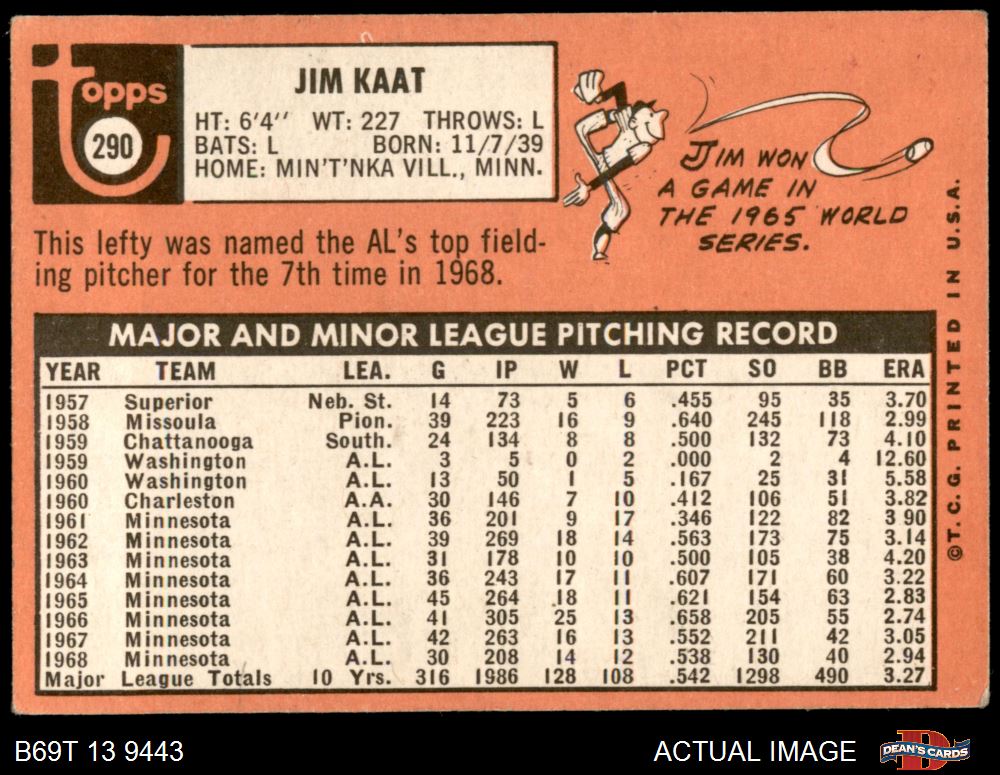 Topps
290
JIM KAAT
HT: 6'4'' WT: 227 THROWS: L
BATS: L BORN: 11/7/39
HOME: MIN'T'NKA VILL., MINN.
JIM WON
A GAME IN
THE 1965 WORLD
SERIES.
This lefty was named the AL's top field-
ing pitcher for the 7th time in 1968.
MAJOR AND MINOR LEAGUE PITCHING RECORD
YEAR TEAM LEA. G IP W L PCT SO BB ERA
1957 Superior Neb. St. 14 73 5 6 .455 95 35 3.70
1958 Missoula Pion. 39 223 16 9 .640 245 118 2.99
1959 Chattanooga South. 24 134 8 8 .500 132 73 4.10
1959 Washington A.L. 3 5 0 2 .000 2 4 12.60
1960 Washington A.L. 13 50 1 5 .167 25 31 5.58
1960 Charleston A.A. 30 146 7 10 .412 106 51 3.82
1961 Minnesota A.L. 36 201 9 17 .346 122 82 3.90
1962 Minnesota A.L. 39 269 18 14 .563 173 75 3.14
1963 Minnesota A.L. 31 178 10 10 .500 105 38 4.20
1964 Minnesota A.L. 36 243 17 11 .607 171 60 3.22
1965 Minnesota A.L. 45 264 18 11 .621 154 63 2.83
1966 Minnesota A.L. 41 305 25 13 .658 205 55 2.74
1967 Minnesota A.L. 42 263 16 13 .552 211 42 3.05
1968 Minnesota A.L. 30 208 14 12 .538 130 40 2.94
Major League Totals 10 Yrs. 316 1986 128 108 .542 1298 490 3.27
©T.C.G. PRINTED IN U.S.A.
B69T 13 9443
ACTUAL IMAGE
DEAN'S CARDS